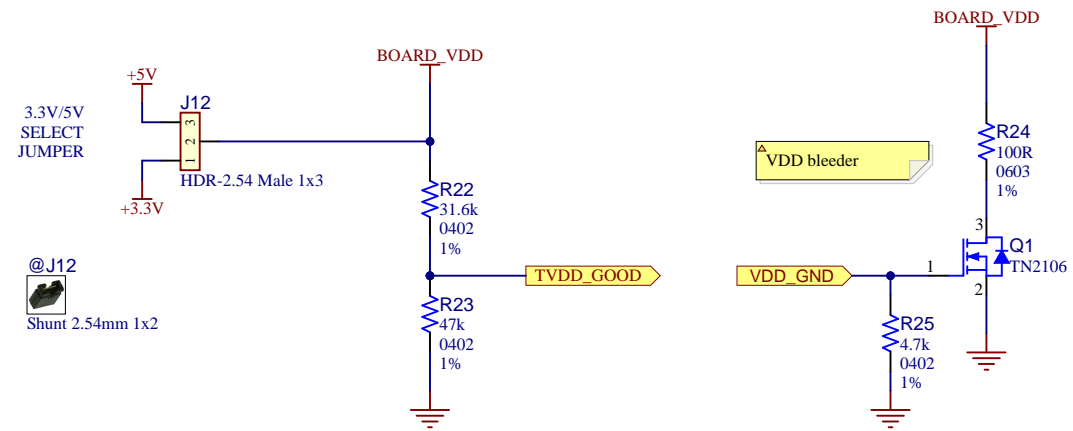 BOARD_VDD
+5V
3.3V/5V
SELECT
JUMPER
J12
3
2
1
HDR-2.54 Male 1x3
+3.3V
R22
31.6k
0402
1%
@J12
Shunt 2.54mm 1x2
TVDD_GOOD
R23
47k
0402
1%
BOARD_VDD
VDD bleeder
R24
100R
0603
1%
3
Q1
TN2106
1
2
VDD_GND
R25
4.7k
0402
1%